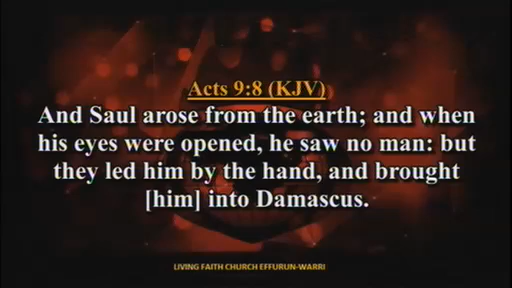 Acts 9:8 (KJV)
And Saul arose from the earth; and when
his eyes were opened, he saw no man: but
they led him by the hand, and brought
[him] into Damascus.
LIVING FAITH CHURCH EFFURUN-WARRI